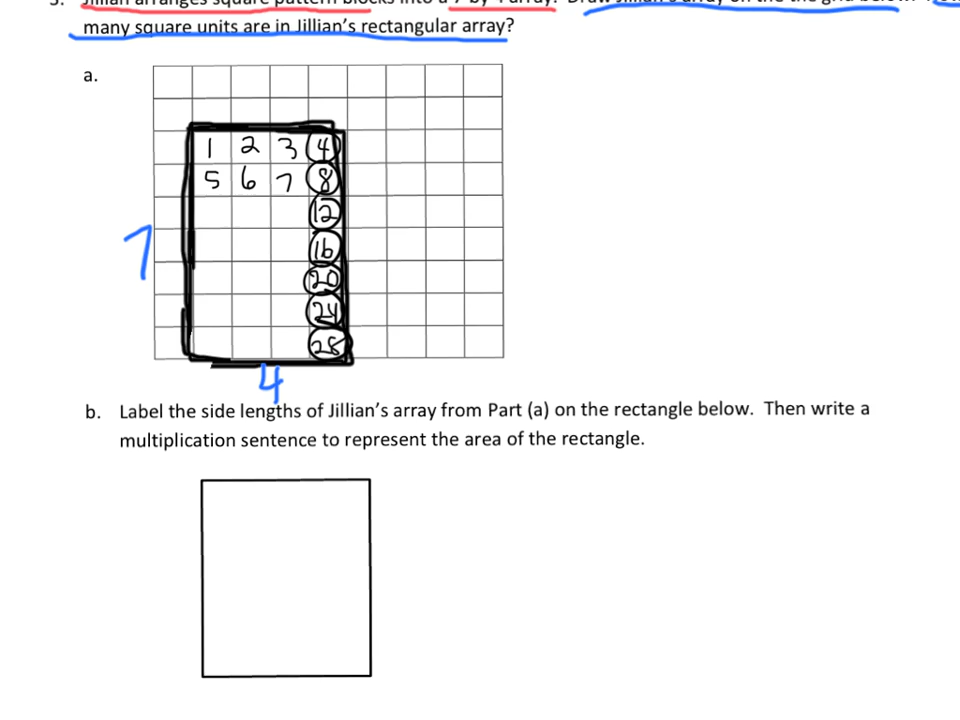 many square units are in Jillian's rectangular array?
a.
1 2 3 4
5 6 7 8
12
16
20
24
28
7
4
b. Label the side lengths of Jillian's array from Part (a) on the rectangle below. Then write a
multiplication sentence to represent the area of the rectangle.